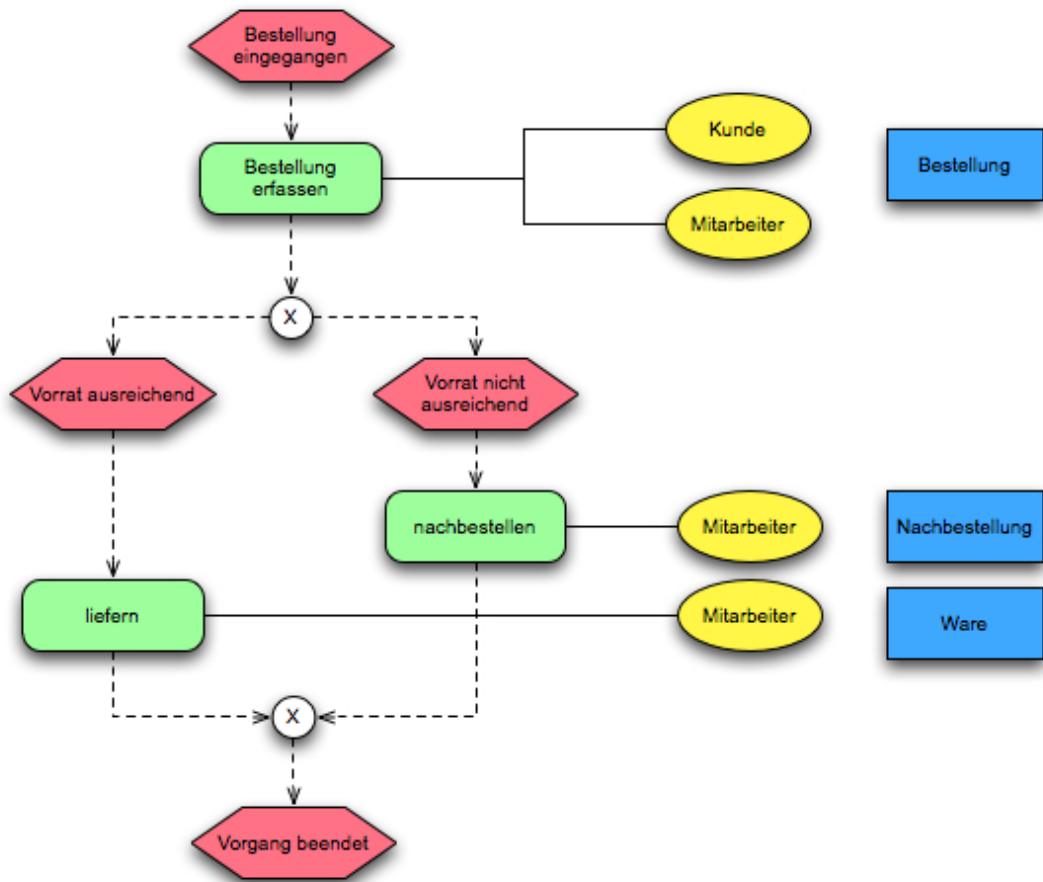 Bestellung
eingegangen
Kunde
Bestellung
erfassen
Bestellung
Mitarbeiter
X
Vorrat ausreichend
Vorrat nicht
ausreichend
nachbestellen
Mitarbeiter
Nachbestellung
liefern
Mitarbeiter
Ware
X
Vorgang beendet